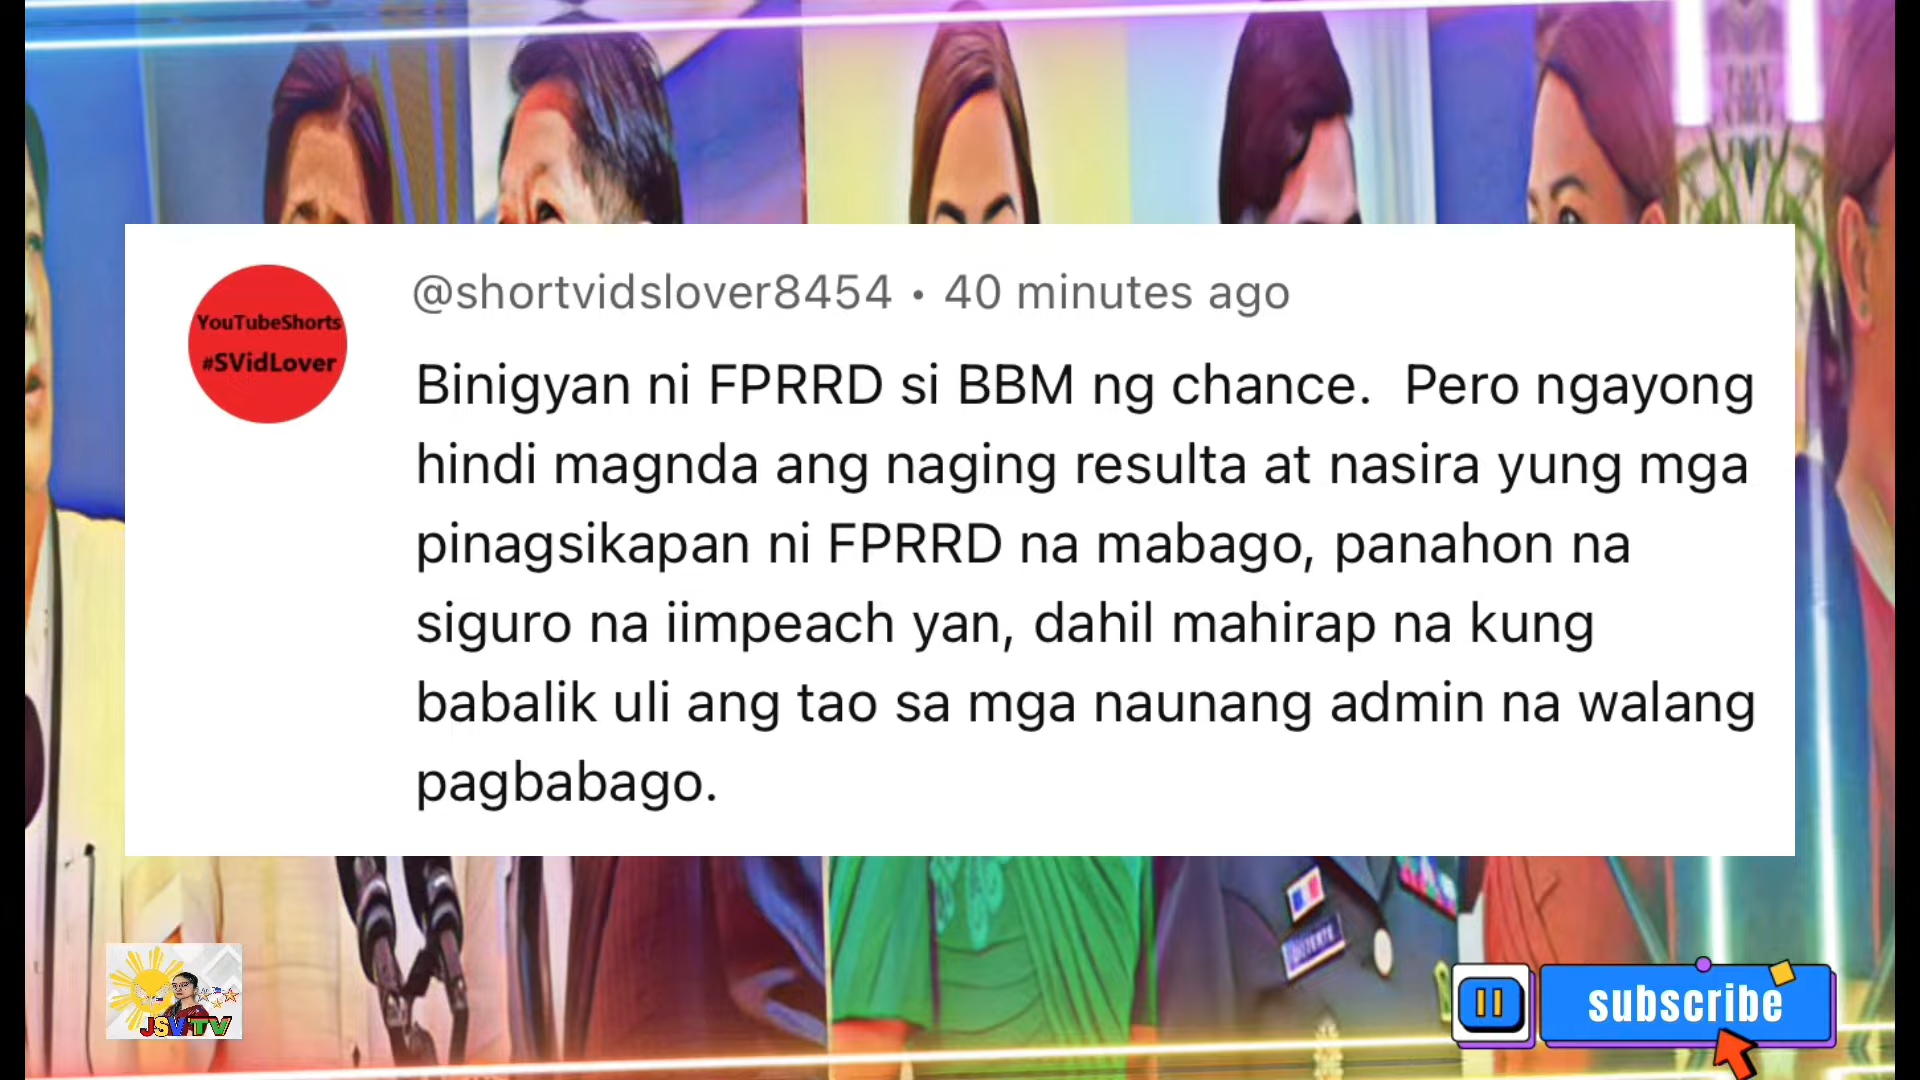 YouTubeShorts
#SVidLover
@shortvidslover8454 • 40 minutes ago
Binigyan ni FPRRD si BBM ng chance.  Pero ngayong
hindi magnda ang naging resulta at nasira yung mga
pinagsikapan ni FPRRD na mabago, panahon na
siguro na iimpeach yan, dahil mahirap na kung
babalik uli ang tao sa mga naunang admin na walang
pagbabago.
JSV TV
subscribe